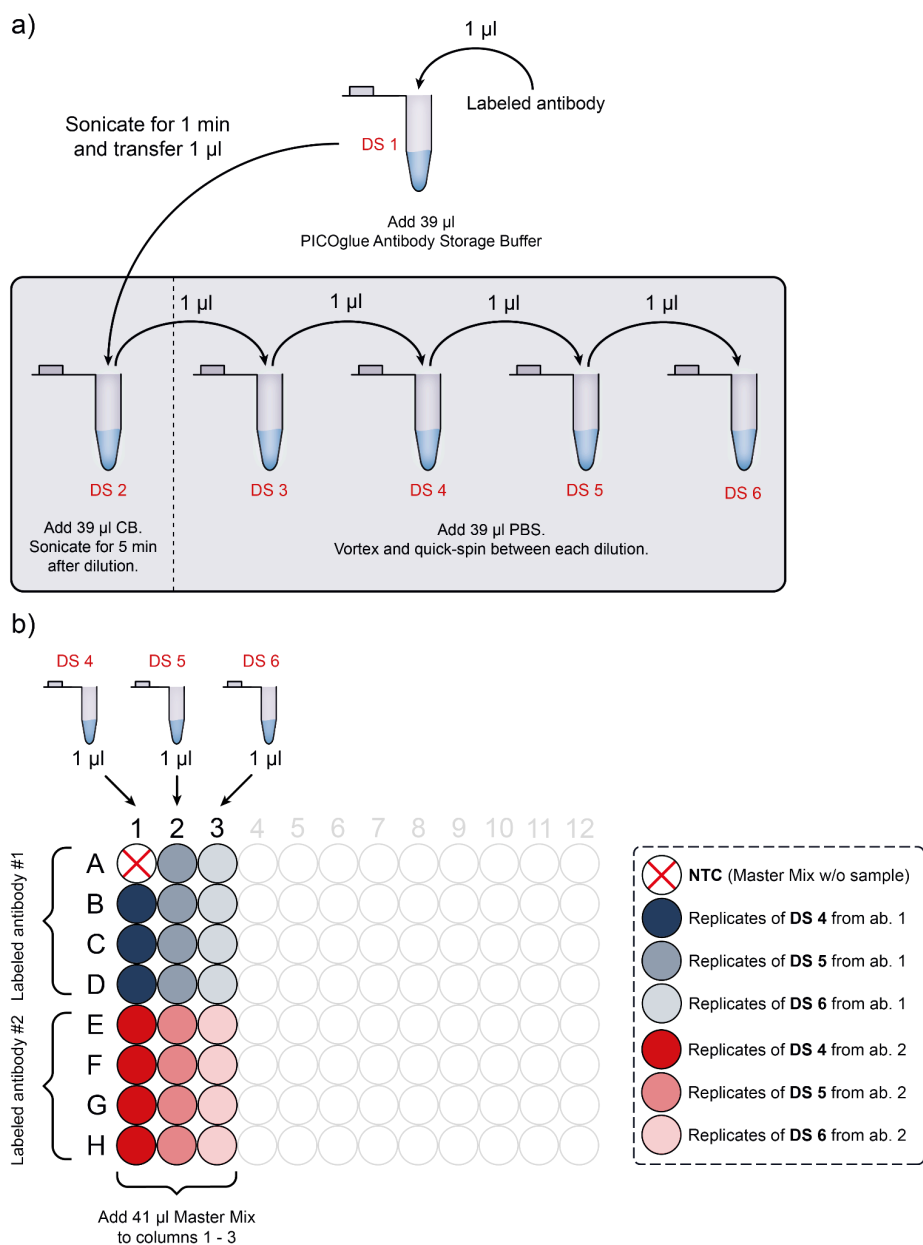 a)
1 µl
Labeled antibody
Sonicate for 1 min
and transfer 1 µl
DS 1
Add 39 µl
PICOglue Antibody Storage Buffer
1 µl
1 µl
1 µl
1 µl
DS 2
DS 3
DS 4
DS 5
DS 6
Add 39 µl CB.
Sonicate for 5 min
after dilution.
Add 39 µl PBS.
Vortex and quick-spin between each dilution.
b)
DS 4
DS 5
DS 6
1 µl
1 µl
1 µl
1 2 3 4 5 6 7 8 9 10 11 12
Labeled antibody #1
A
B
C
D
Labeled antibody #2
E
F
G
H
Add 41 µl Master Mix
to columns 1 - 3
NTC (Master Mix w/o sample)
Replicates of DS 4 from ab. 1
Replicates of DS 5 from ab. 1
Replicates of DS 6 from ab. 1
Replicates of DS 4 from ab. 2
Replicates of DS 5 from ab. 2
Replicates of DS 6 from ab. 2